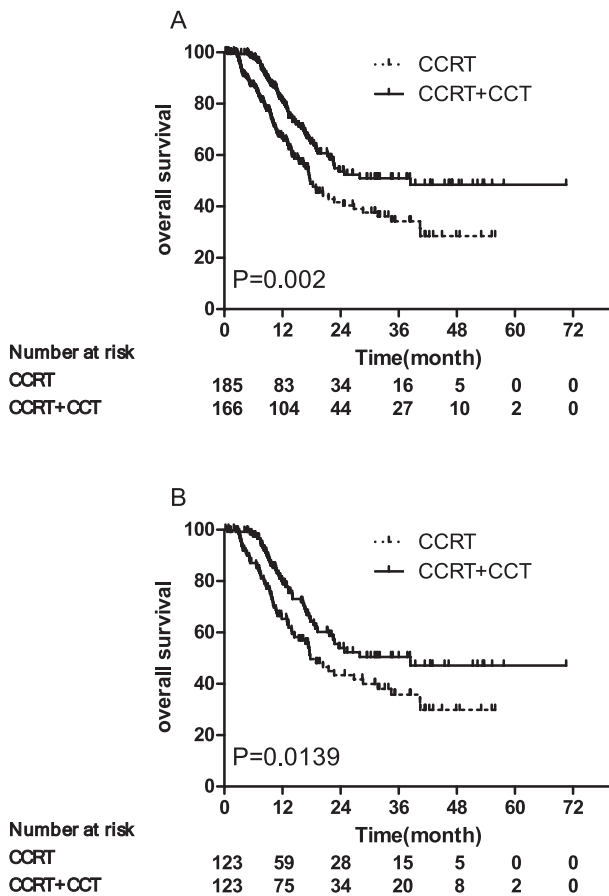 A
overall survival
100
80
60
40
20
0
CCRT
CCRT+CCT
P=0.002
0 12 24 36 48 60 72
Time(month)
Number at risk
CCRT 185 83 34 16 5 0 0
CCRT+CCT 166 104 44 27 10 2 0
B
overall survival
100
80
60
40
20
0
CCRT
CCRT+CCT
P=0.0139
0 12 24 36 48 60 72
Time(month)
Number at risk
CCRT 123 59 28 15 5 0 0
CCRT+CCT 123 75 34 20 8 2 0